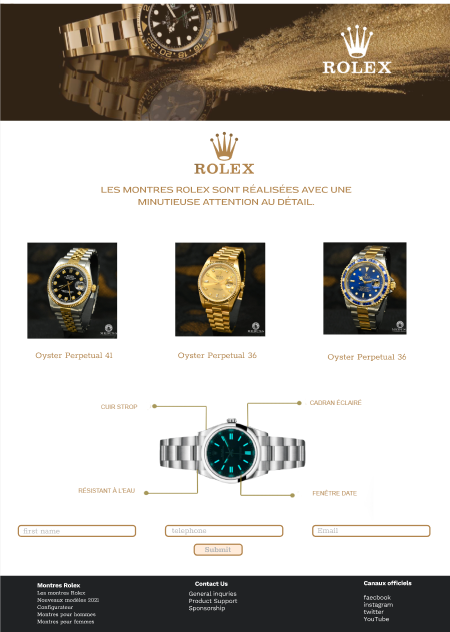 ROLEX
ROLEX
LES MONTRES ROLEX SONT RÉALISÉES AVEC UNE
MINUTIEUSE ATTENTION AU DÉTAIL.
Oyster Perpetual 41
Oyster Perpetual 36
Oyster Perpetual 36
CUIR STROP
CADRAN ÉCLAIRÉ
RÉSISTANT À L'EAU
FENÊTRE DATE
first name
telephone
Email
Submit
Montres Rolex
Les montres Rolex
Nouveaux modèles 2021
Configurateur
Montres pour hommes
Montres pour femmes
Contact Us
General inquries
Product Support
Sponsorship
Canaux officiels
faecbook
instagram
twitter
YouTube